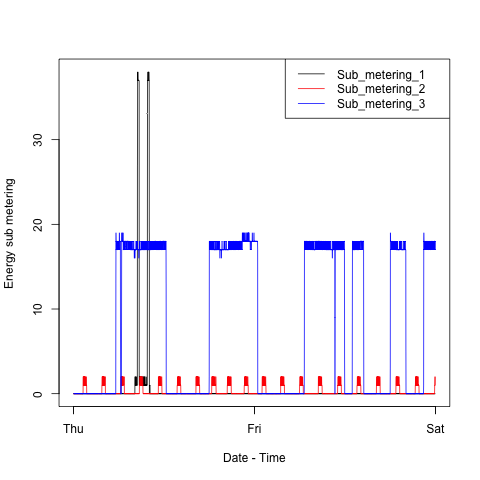 Sub_metering_1
Sub_metering_2
Sub_metering_3
Energy sub metering
30
20
10
0
Thu
Fri
Sat
Date - Time